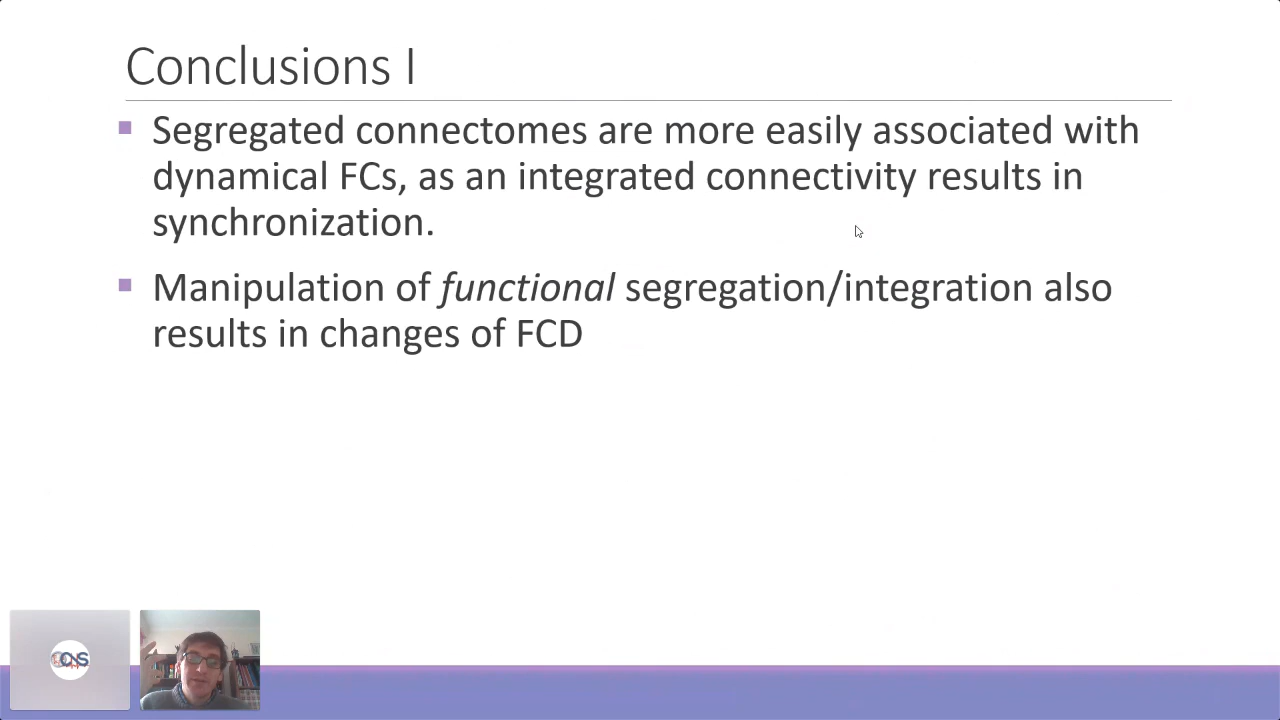 Conclusions I
Segregated connectomes are more easily associated with
dynamical FCs, as an integrated connectivity results in
synchronization.
Manipulation of functional segregation/integration also
results in changes of FCD